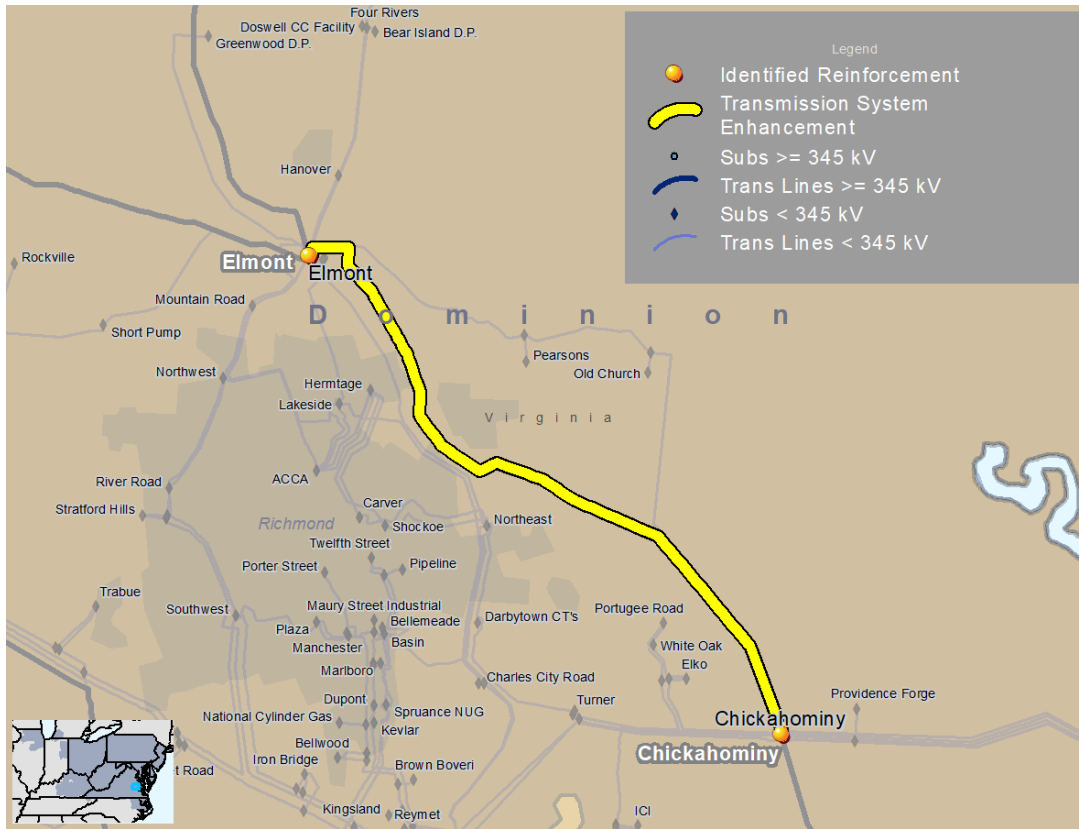 Four Rivers
Doswell CC Facility
Bear Island D.P.
Greenwood D.P.
Legend
Identified Reinforcement
Transmission System
Enhancement
Subs >= 345 kV
Trans Lines >= 345 kV
Subs < 345 kV
Trans Lines < 345 kV
Hanover
Rockville
Elmont
Elmont
Mountain Road
Dominion
Short Pump
Pearsons
Old Church
Northwest
Hermtage
Lakeside
Virginia
ACCA
River Road
Stratford Hills
Carver
Richmond
Shockoe
Northeast
Twelfth Street
Porter Street
Pipeline
Trabue
Southwest
Maury Street Industrial
Bellemeade
Plaza
Basin
Manchester
Marlboro
Darbytown CT's
Portugee Road
White Oak
Elko
Charles City Road
Turner
Providence Forge
Dupont
Spruance NUG
National Cylinder Gas
Kevlar
Chickahominy
Chickahominy
Bellwood
Iron Bridge
Brown Boveri
et Road
Kingsland
Reymet
ICI